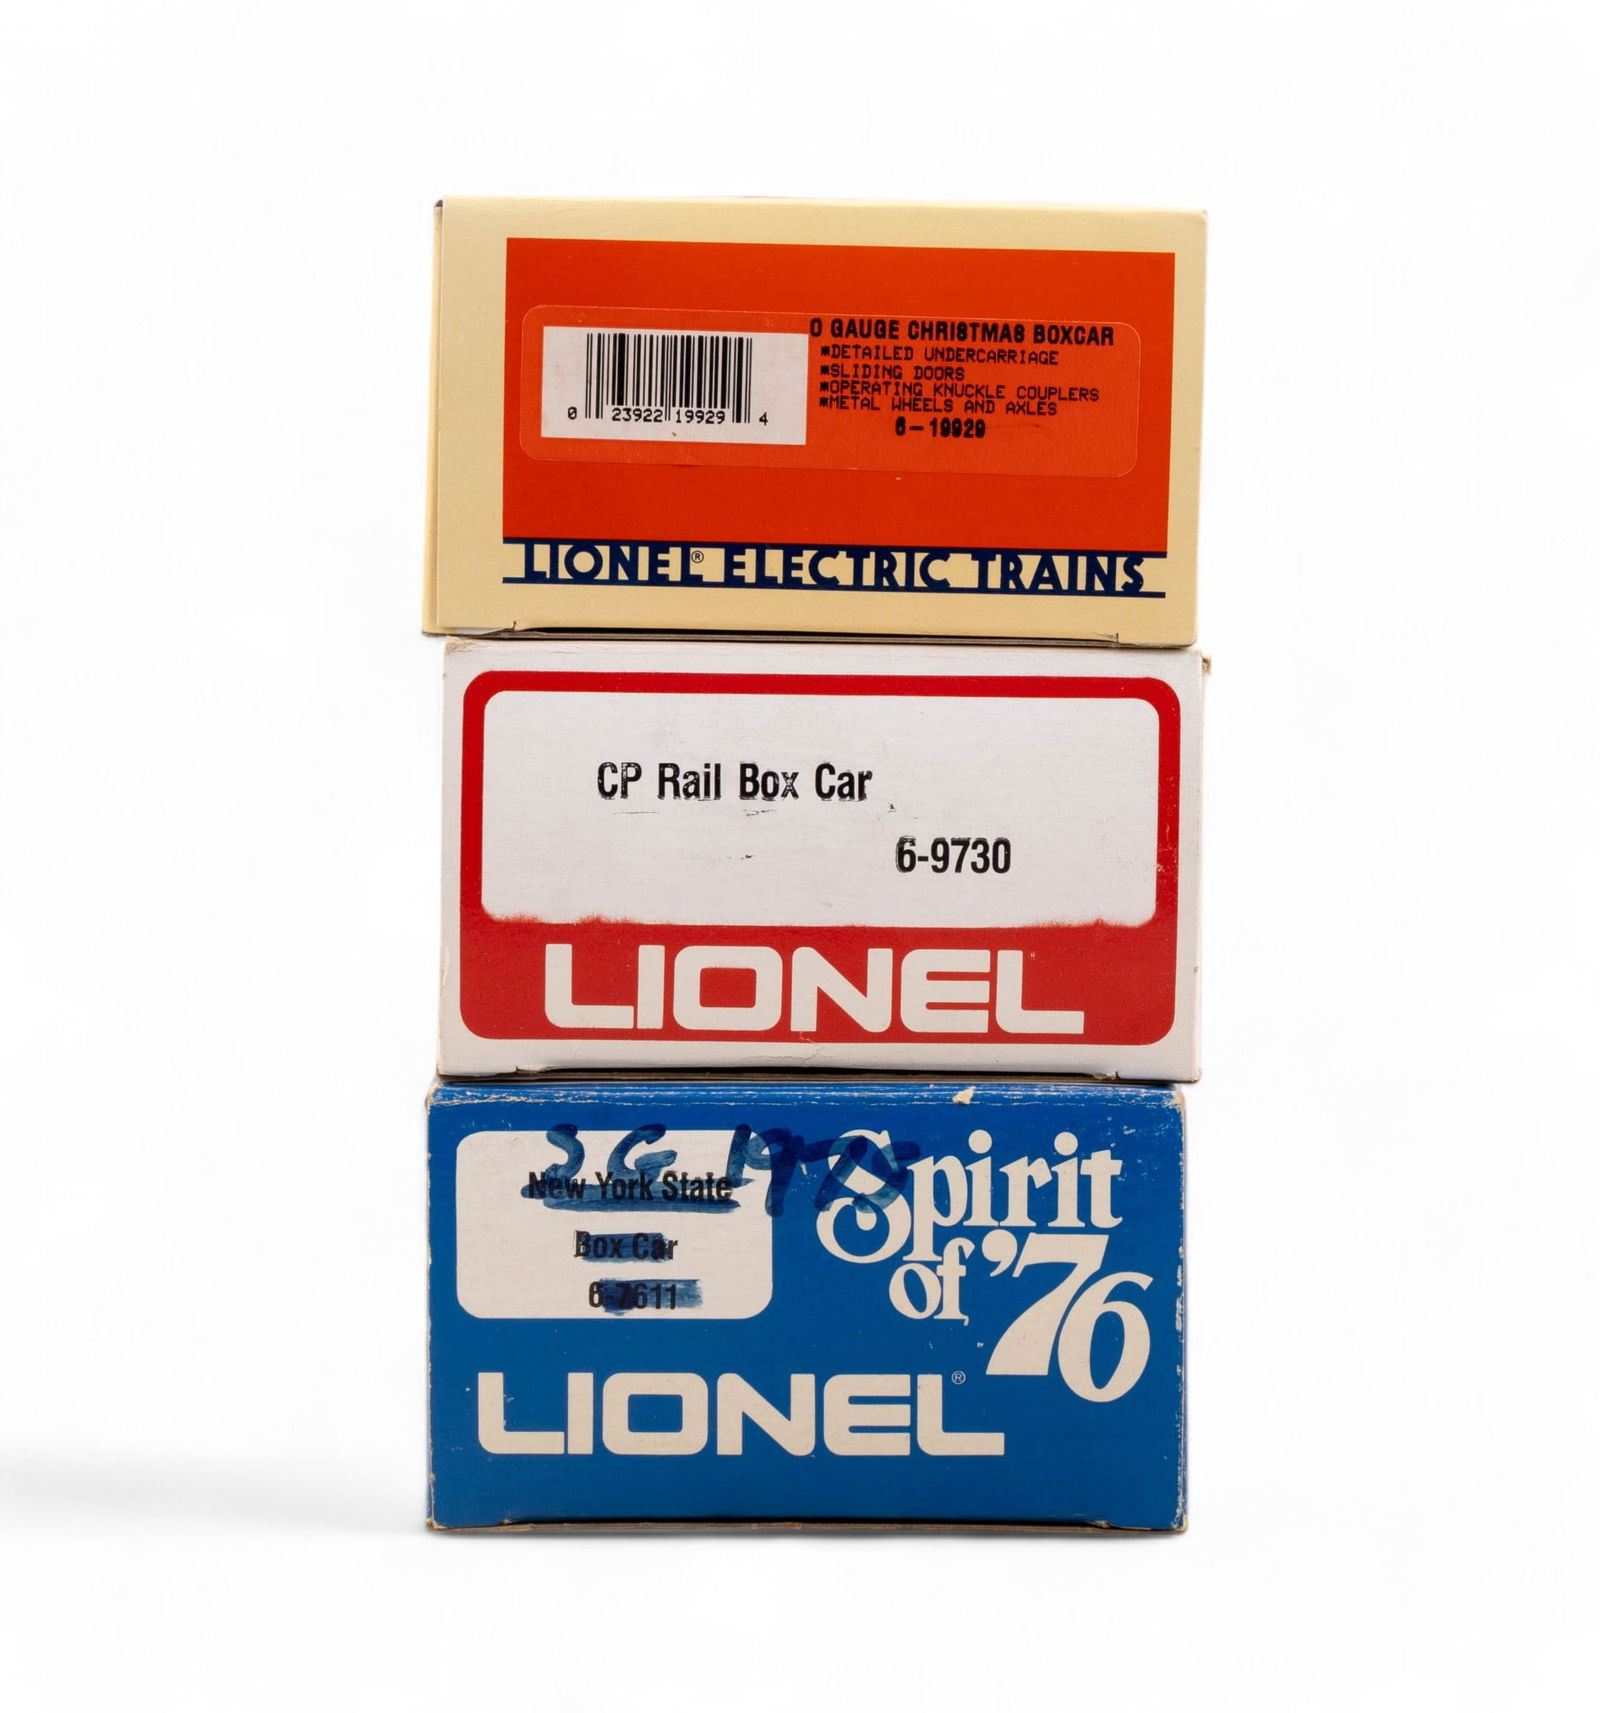 O GAUGE CHRISTMAS BOXCAR
*DETAILED UNDERCARRIAGE
*SLIDING DOORS
*OPERATING KNUCKLE COUPLERS
*METAL WHEELS AND AXLES
6-19929
0 23922 19929 4
LIONEL® ELECTRIC TRAINS
CP Rail Box Car
6-9730
LIONEL
SG 1975
New York State
Box Car
6-7611
Spirit
of '76
LIONEL®